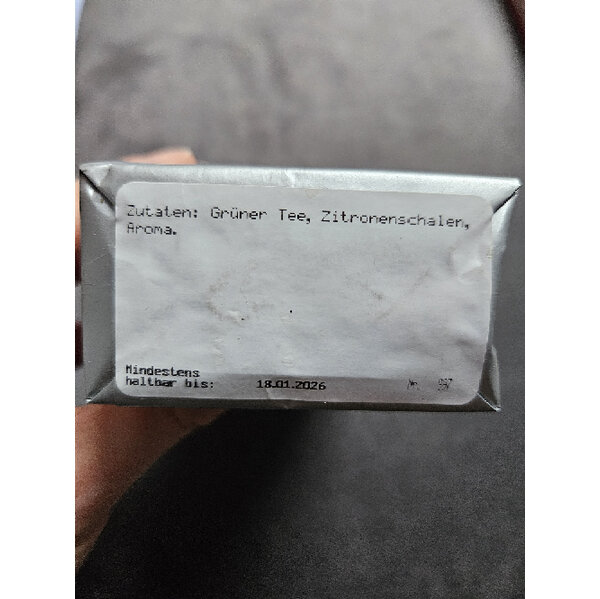 Zutaten: Grüner Tee, Zitronenschalen,
Aroma.
Mindestens
haltbar bis: 18.01.2026